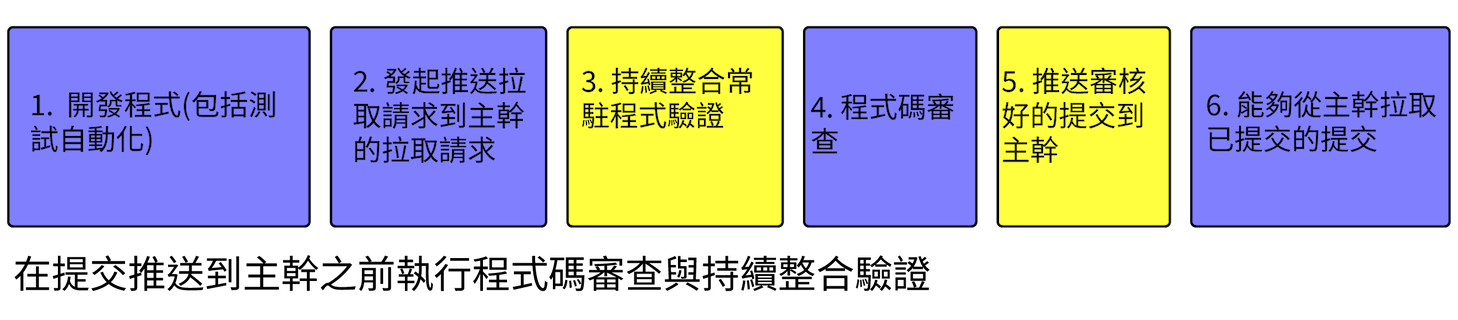 1. 開發程式(包括測
試自動化)
2. 發起推送拉
取請求到主幹
的拉取請求
3. 持續整合常
駐程式驗證
4. 程式碼審
查
5. 推送審核
好的提交到
主幹
6. 能夠從主幹拉取
已提交的提交
在提交推送到主幹之前執行程式碼審查與持續整合驗證